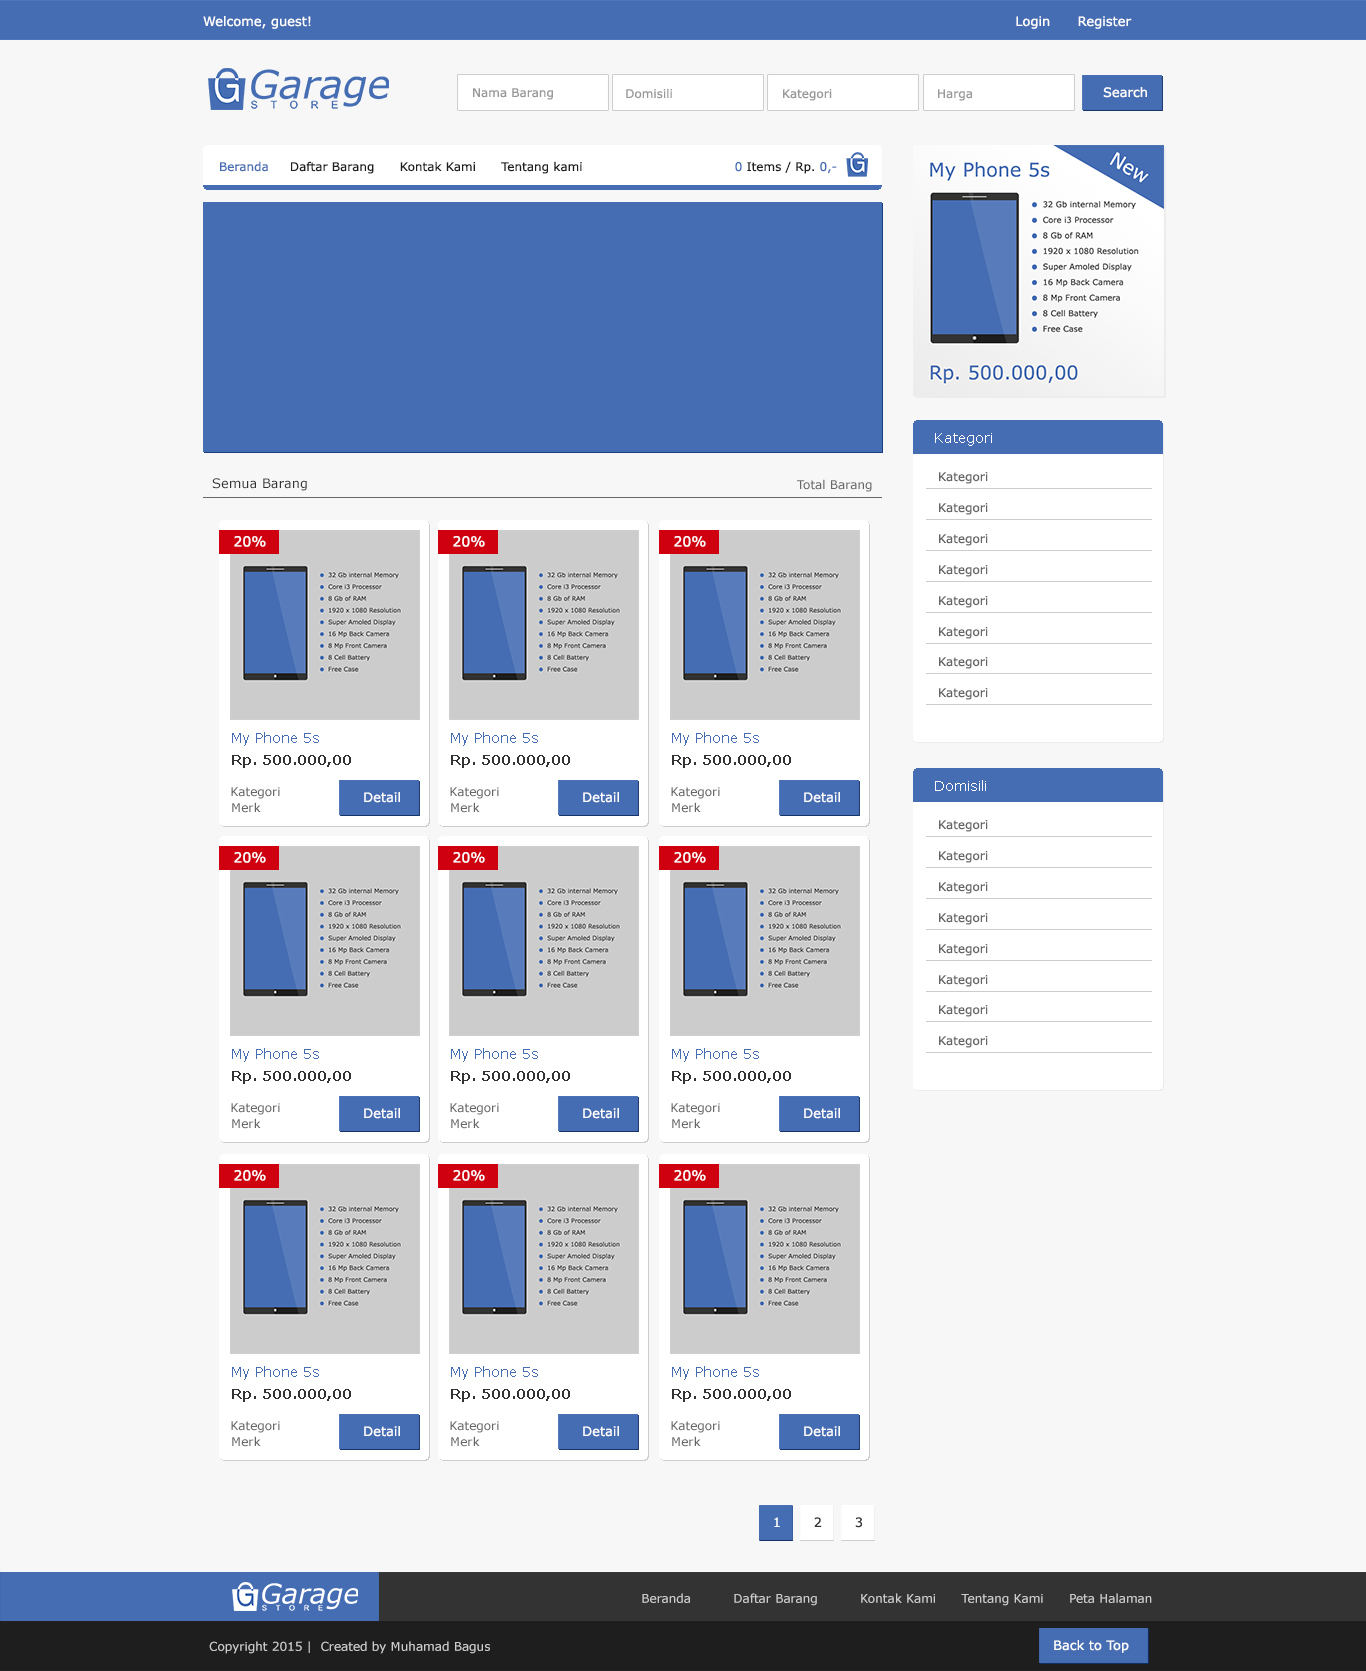 Welcome, guest!
Login Register
Garage
STORE
Nama Barang Domisili Kategori Harga Search
Beranda Daftar Barang Kontak Kami Tentang kami 0 Items / Rp. 0,-
My Phone 5s
New
32 Gb internal Memory
Core i3 Processor
8 Gb of RAM
1920 x 1080 Resolution
Super Amoled Display
16 Mp Back Camera
8 Mp Front Camera
8 Cell Battery
Free Case
Rp. 500.000,00
Kategori
Kategori
Kategori
Kategori
Kategori
Kategori
Kategori
Kategori
Kategori
Domisili
Kategori
Kategori
Kategori
Kategori
Kategori
Kategori
Kategori
Kategori
Semua Barang Total Barang
20% 20% 20%
32 Gb internal Memory 32 Gb internal Memory 32 Gb internal Memory
Core i3 Processor Core i3 Processor Core i3 Processor
8 Gb of RAM 8 Gb of RAM 8 Gb of RAM
1920 x 1080 Resolution 1920 x 1080 Resolution 1920 x 1080 Resolution
Super Amoled Display Super Amoled Display Super Amoled Display
16 Mp Back Camera 16 Mp Back Camera 16 Mp Back Camera
8 Mp Front Camera 8 Mp Front Camera 8 Mp Front Camera
8 Cell Battery 8 Cell Battery 8 Cell Battery
Free Case Free Case Free Case
My Phone 5s My Phone 5s My Phone 5s
Rp. 500.000,00 Rp. 500.000,00 Rp. 500.000,00
Kategori Detail Kategori Detail Kategori Detail
Merk Merk Merk
20% 20% 20%
32 Gb internal Memory 32 Gb internal Memory 32 Gb internal Memory
Core i3 Processor Core i3 Processor Core i3 Processor
8 Gb of RAM 8 Gb of RAM 8 Gb of RAM
1920 x 1080 Resolution 1920 x 1080 Resolution 1920 x 1080 Resolution
Super Amoled Display Super Amoled Display Super Amoled Display
16 Mp Back Camera 16 Mp Back Camera 16 Mp Back Camera
8 Mp Front Camera 8 Mp Front Camera 8 Mp Front Camera
8 Cell Battery 8 Cell Battery 8 Cell Battery
Free Case Free Case Free Case
My Phone 5s My Phone 5s My Phone 5s
Rp. 500.000,00 Rp. 500.000,00 Rp. 500.000,00
Kategori Detail Kategori Detail Kategori Detail
Merk Merk Merk
20% 20% 20%
32 Gb internal Memory 32 Gb internal Memory 32 Gb internal Memory
Core i3 Processor Core i3 Processor Core i3 Processor
8 Gb of RAM 8 Gb of RAM 8 Gb of RAM
1920 x 1080 Resolution 1920 x 1080 Resolution 1920 x 1080 Resolution
Super Amoled Display Super Amoled Display Super Amoled Display
16 Mp Back Camera 16 Mp Back Camera 16 Mp Back Camera
8 Mp Front Camera 8 Mp Front Camera 8 Mp Front Camera
8 Cell Battery 8 Cell Battery 8 Cell Battery
Free Case Free Case Free Case
My Phone 5s My Phone 5s My Phone 5s
Rp. 500.000,00 Rp. 500.000,00 Rp. 500.000,00
Kategori Detail Kategori Detail Kategori Detail
Merk Merk Merk
1 2 3
Garage
STORE
Beranda Daftar Barang Kontak Kami Tentang Kami Peta Halaman
Copyright 2015 | Created by Muhamad Bagus
Back to Top